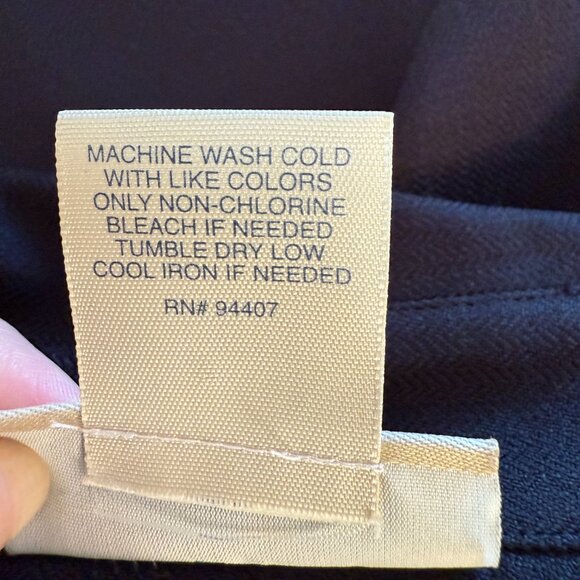 MACHINE WASH COLD
WITH LIKE COLORS
ONLY NON-CHLORINE
BLEACH IF NEEDED
TUMBLE DRY LOW
COOL IRON IF NEEDED
RN# 94407